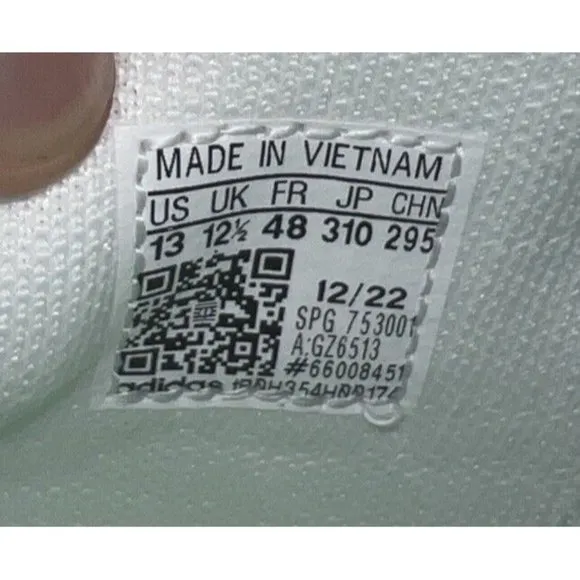 MADE IN VIETNAM
US UK FR JP CHN
13 12½ 48 310 295
12/22
SPG 753001
A:GZ6513
#66008451
adidas